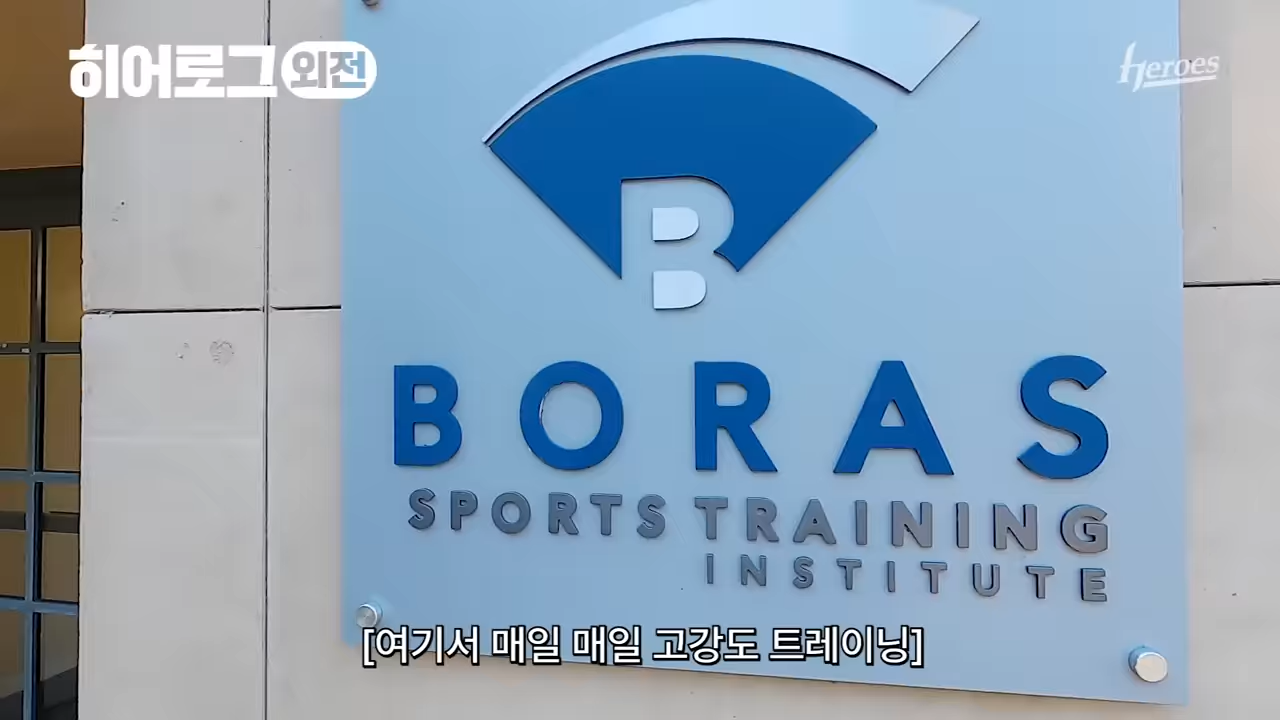 히어로그 외전
Heroes
B
BORAS
SPORTS TRAINING
INSTITUTE
[여기서 매일 매일 고강도 트레이닝]